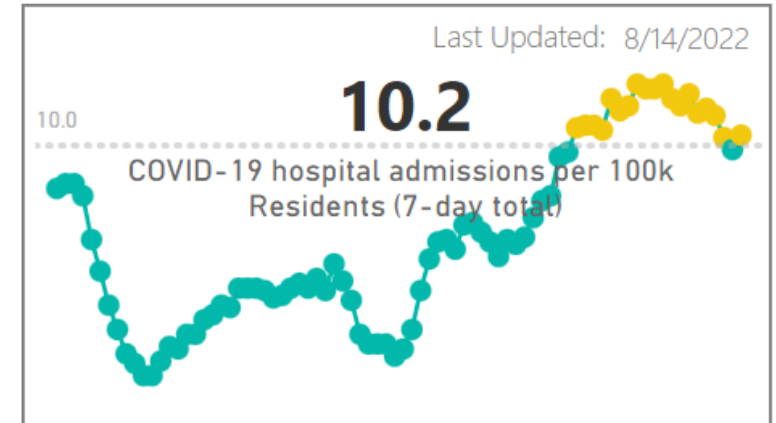 Last Updated: 8/14/2022
10.2
10.0
COVID-19 hospital admissions per 100k
Residents (7-day total)